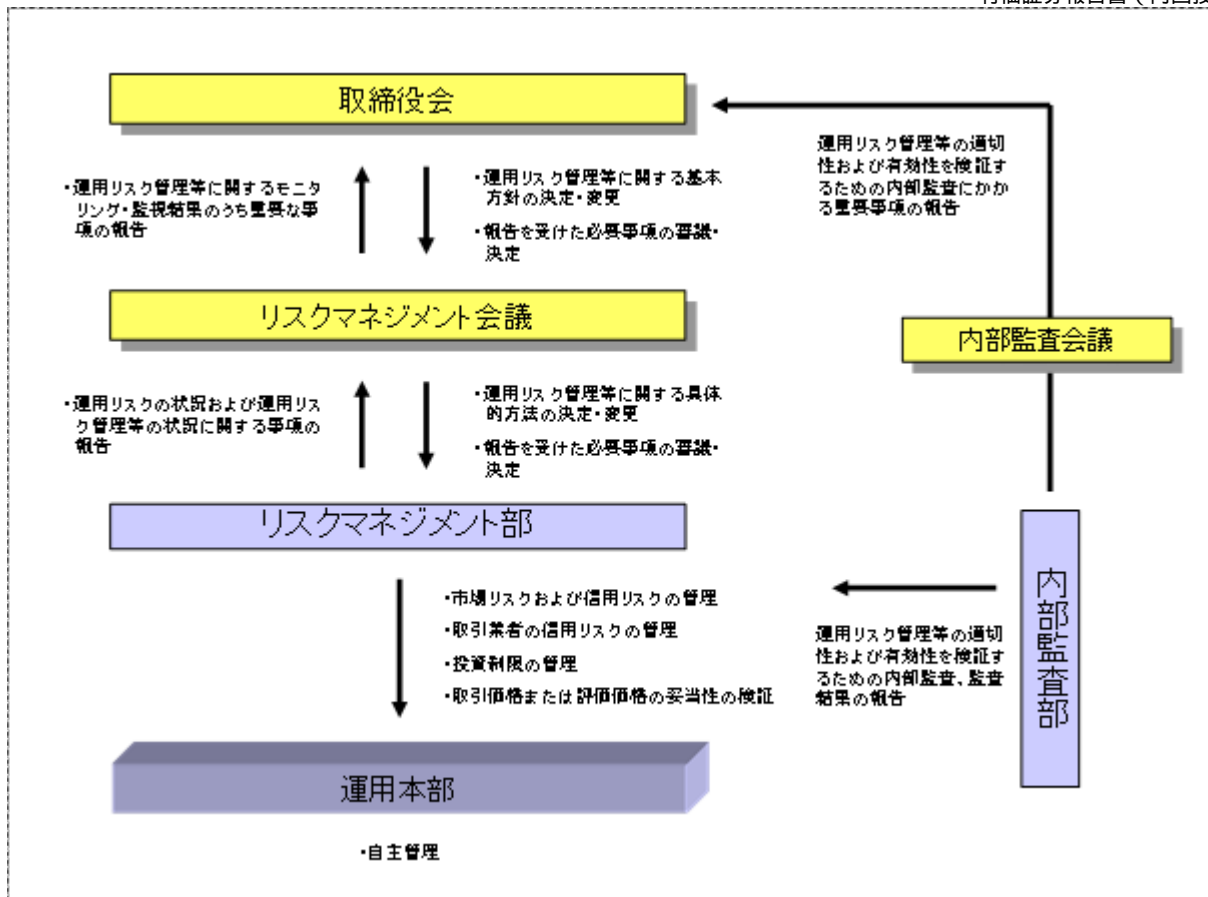 取締役会
・運用リスク管理等に関するモニ
タリング・監視結果のうち重要な事
項の報告
・運用リスク管理等に関する基本
方針の決定・変更
・報告を受けた必要事項の審議・
決定
運用リスク管理等の適切
性および有効性を検証す
るための内部監査にかか
る重要事項の報告
リスクマネジメント会議
内部監査会議
・運用リスクの状況および運用リス
ク管理等の状況に関する事項の
報告
・運用リスク管理等に関する具体
的方法の決定・変更
・報告を受けた必要事項の審議・
決定
リスクマネジメント部
内部監査部
・市場リスクおよび信用リスクの管理
・取引業者の信用リスクの管理
・投資制限の管理
・取引価格または評価価格の妥当性の検証
運用リスク管理等の適切
性および有効性を検証す
るための内部監査、監査
結果の報告
運用本部
・自主管理